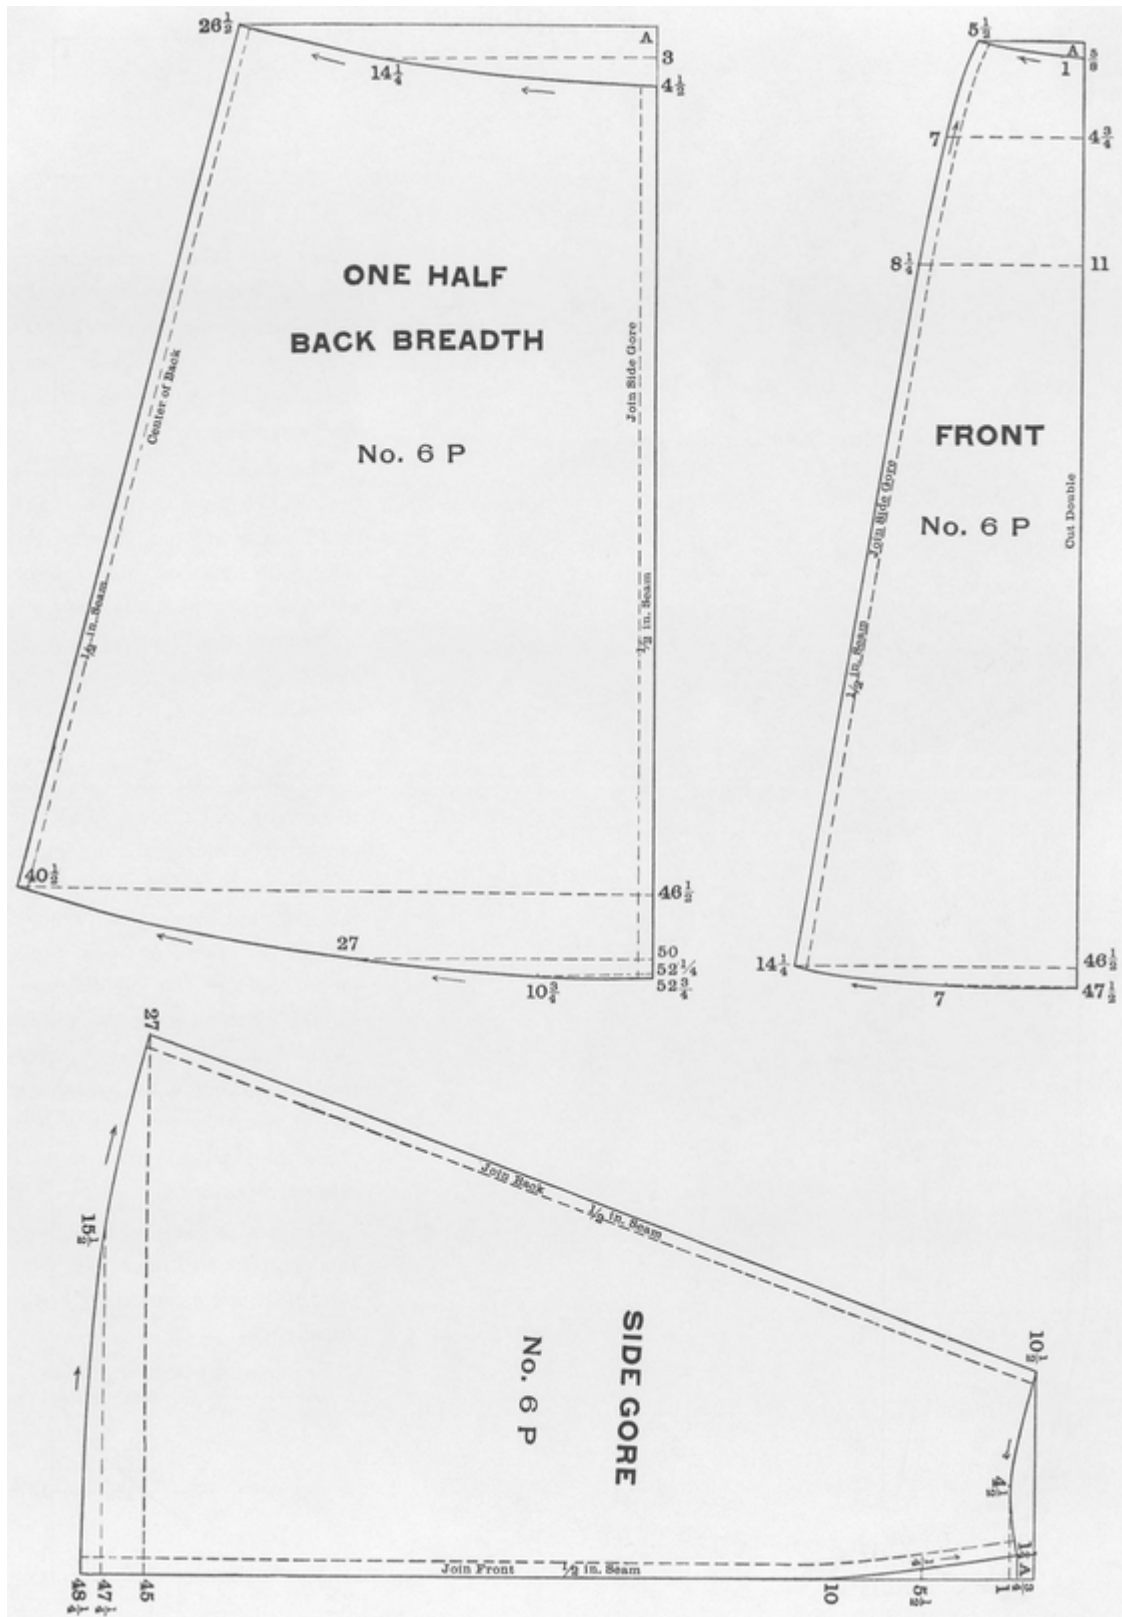 26½
A
3
14¼
4½
ONE HALF
BACK BREADTH
No. 6 P
Center of Back
½ in. Seam
Join Side Gore
½ in. Seam
40½
46½
27
50
52¼
52¾
10¾
5½
A
⅝
1
7
4¾
11
FRONT
No. 6 P
Join Side Gore
½ in. Seam
Cut Double
14¼
46½
47½
7
27
15½
Join Back
½ in. Seam
SIDE GORE
No. 6 P
10½
4½
A
¾
1
5½
10
Join Front
½ in. Seam
45
47¼
48¼